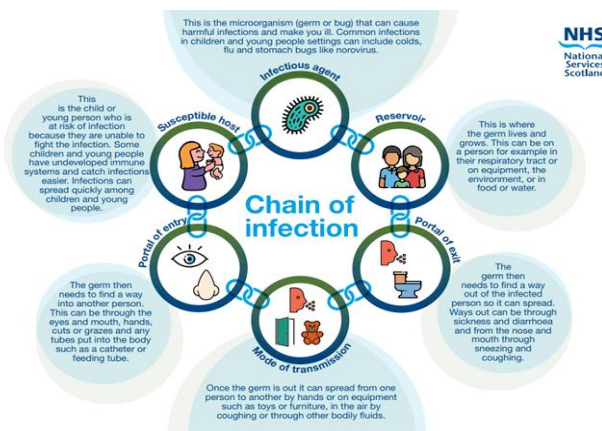 This is the microorganism (germ or bug) that can cause
harmful infections and make you ill. Common infections
in children and young people settings can include colds,
flu and stomach bugs like norovirus.
NHS
National
Services
Scotland
Infectious agent
Reservoir
This is where
the germ lives and
grows. This can be on
a person for example in
their respiratory tract or
on equipment, the
environment, or in
food or water.
Portal of exit
The
germ then
needs to find a way
out of the infected
person so it can spread.
Ways out can be through
sickness and diarrhoea
and from the nose and
mouth through
sneezing and
coughing.
Mode of transmission
Once the germ is out it can spread from one
person to another by hands or on equipment
such as toys or furniture, in the air by
coughing or through other bodily fluids.
Portal of entry
The germ then
needs to find a way
into another person.
This can be through the
eyes and mouth, hands,
cuts or grazes and any
tubes put into the body
such as a catheter or
feeding tube.
Susceptible host
This
is the child or
young person who is
at risk of infection
because they are unable to
fight the infection. Some
children and young people
have undeveloped immune
systems and catch infections
easier. Infections can
spread quickly among
children and young
people.
Chain of
infection